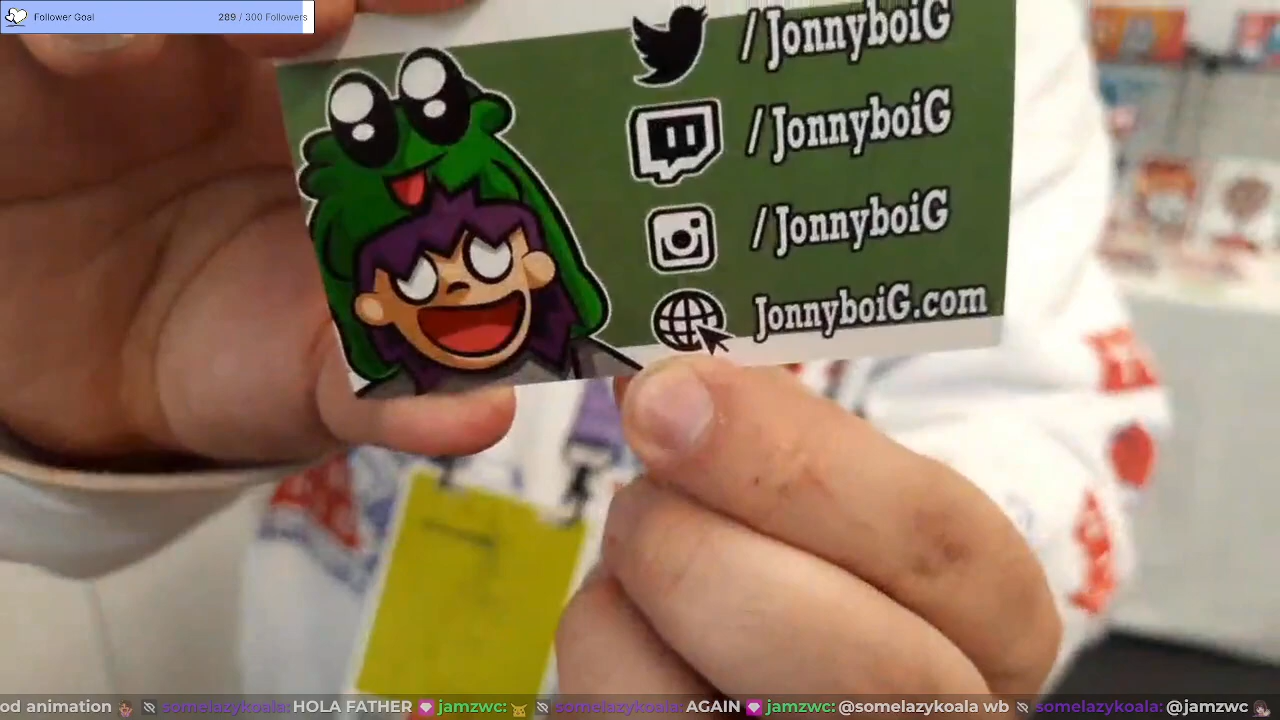 Follower Goal 289 / 300 Followers
/ JonnyboiG
/ JonnyboiG
/ JonnyboiG
JonnyboiG.com
od animation somelazykoala: HOLA FATHER jamzwc: somelazykoala: AGAIN jamzwc: @somelazykoala wb somelazykoala: @jamzwc